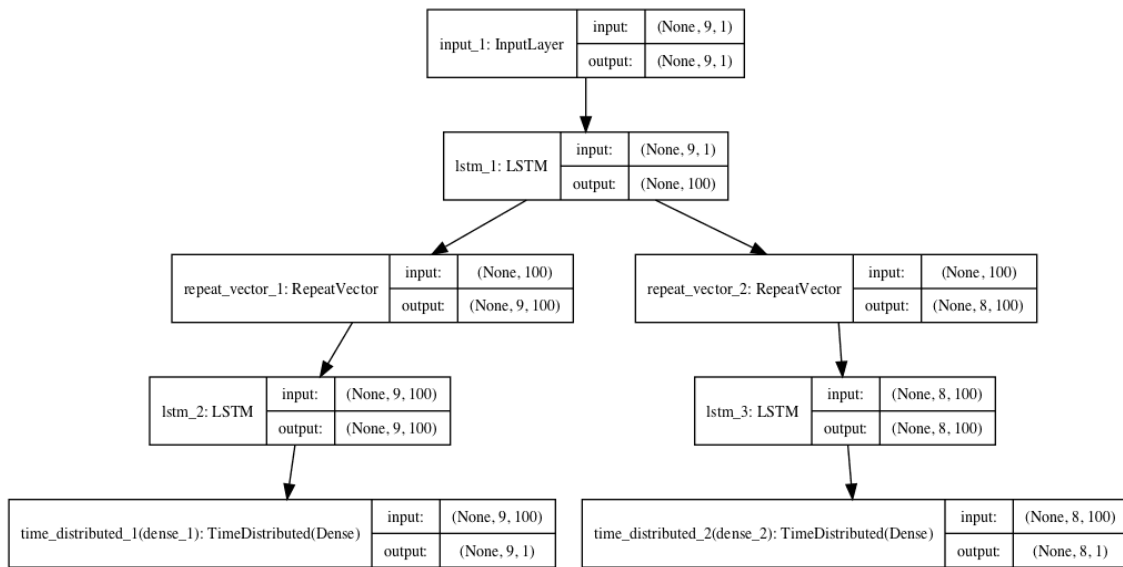 input_1: InputLayer
input: (None, 9, 1)
output: (None, 9, 1)
lstm_1: LSTM
input: (None, 9, 1)
output: (None, 100)
repeat_vector_1: RepeatVector
input: (None, 100)
output: (None, 9, 100)
repeat_vector_2: RepeatVector
input: (None, 100)
output: (None, 8, 100)
lstm_2: LSTM
input: (None, 9, 100)
output: (None, 9, 100)
lstm_3: LSTM
input: (None, 8, 100)
output: (None, 8, 100)
time_distributed_1(dense_1): TimeDistributed(Dense)
input: (None, 9, 100)
output: (None, 9, 1)
time_distributed_2(dense_2): TimeDistributed(Dense)
input: (None, 8, 100)
output: (None, 8, 1)